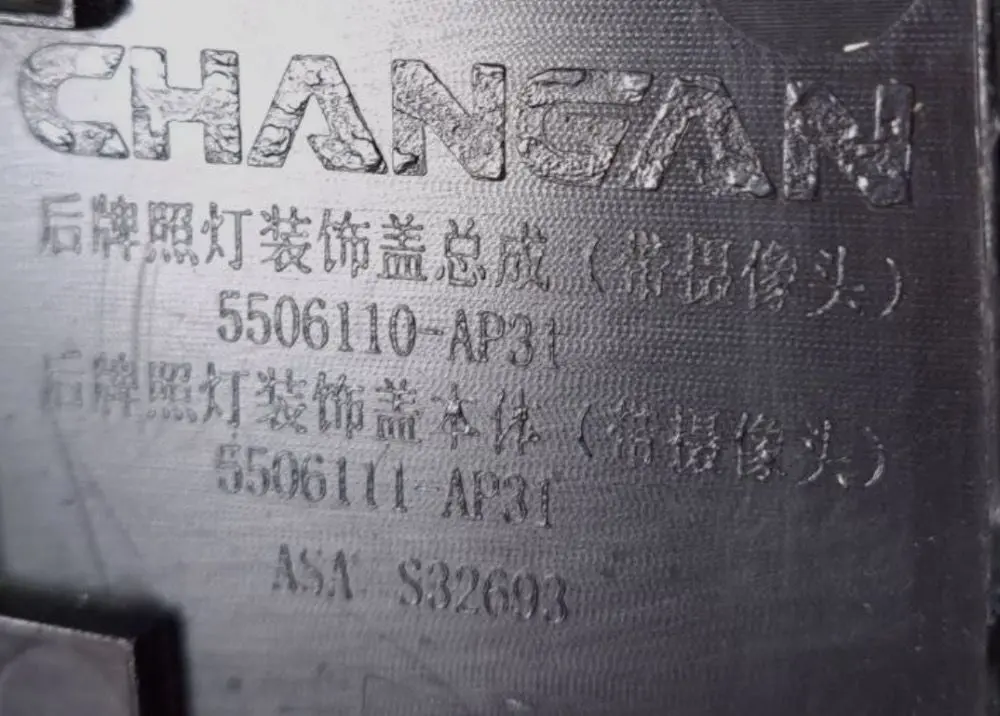 CHANGAN
后牌照灯装饰盖总成（带摄像头）
5506110-AP31
后牌照灯装饰盖本体（带摄像头）
5506111-AP31
ASA S32693